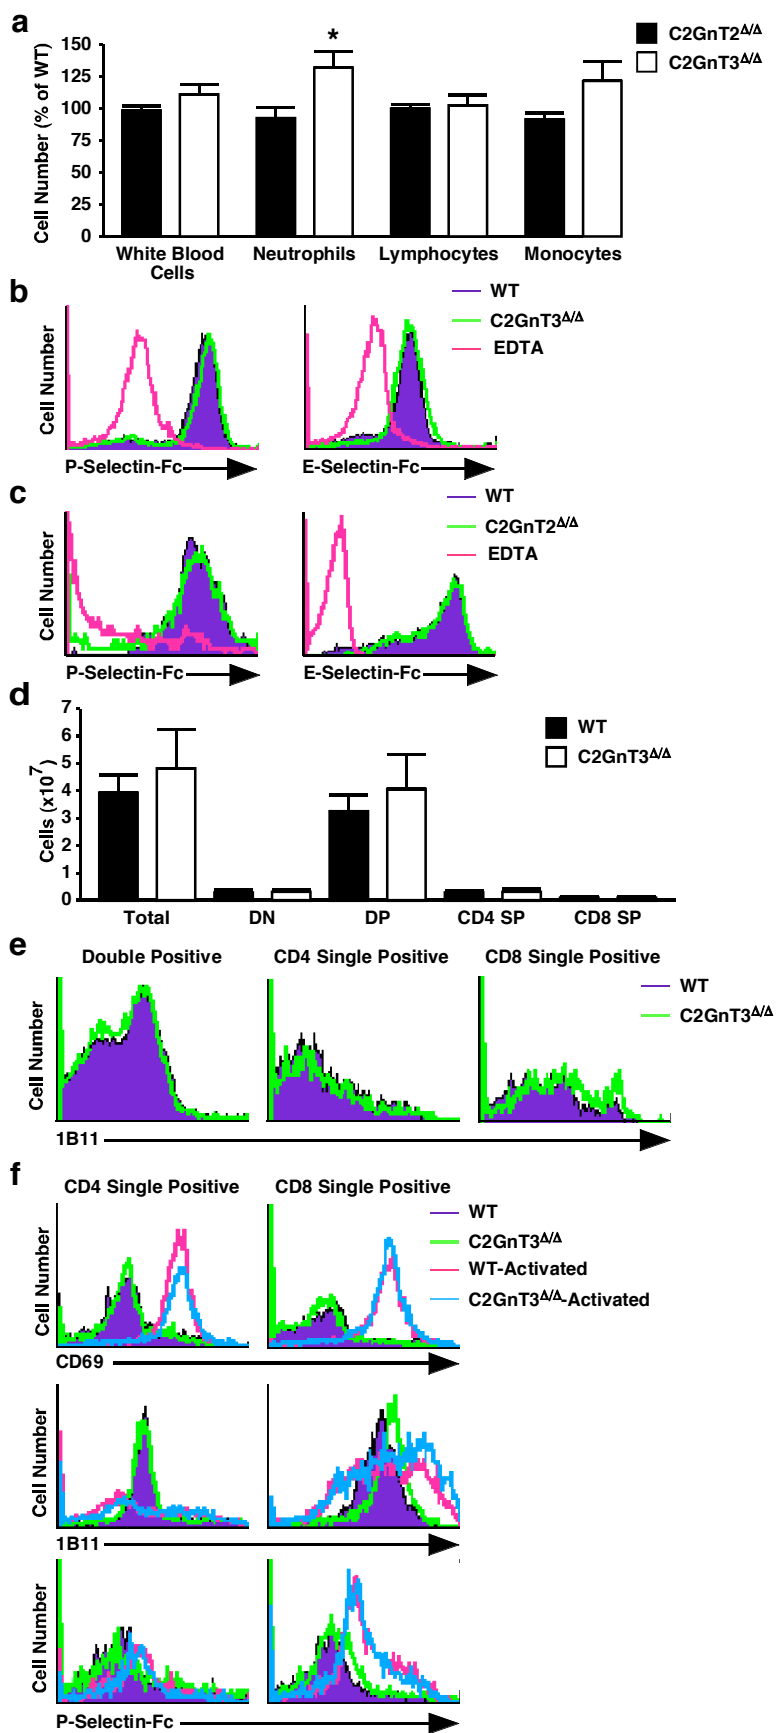 a
150
125
100
75
50
25
0
Cell Number (% of WT)
*
C2GnT2Δ/Δ
C2GnT3Δ/Δ
White Blood Cells
Neutrophils
Lymphocytes
Monocytes
b
WT
C2GnT3Δ/Δ
EDTA
Cell Number
P-Selectin-Fc
E-Selectin-Fc
c
WT
C2GnT2Δ/Δ
EDTA
Cell Number
P-Selectin-Fc
E-Selectin-Fc
d
7
6
5
4
3
2
1
0
Cells (x10^7)
WT
C2GnT3Δ/Δ
Total
DN
DP
CD4 SP
CD8 SP
e
Double Positive
CD4 Single Positive
CD8 Single Positive
WT
C2GnT3Δ/Δ
Cell Number
1B11
f
CD4 Single Positive
CD8 Single Positive
WT
C2GnT3Δ/Δ
WT-Activated
C2GnT3Δ/Δ-Activated
Cell Number
CD69
Cell Number
1B11
Cell Number
P-Selectin-Fc